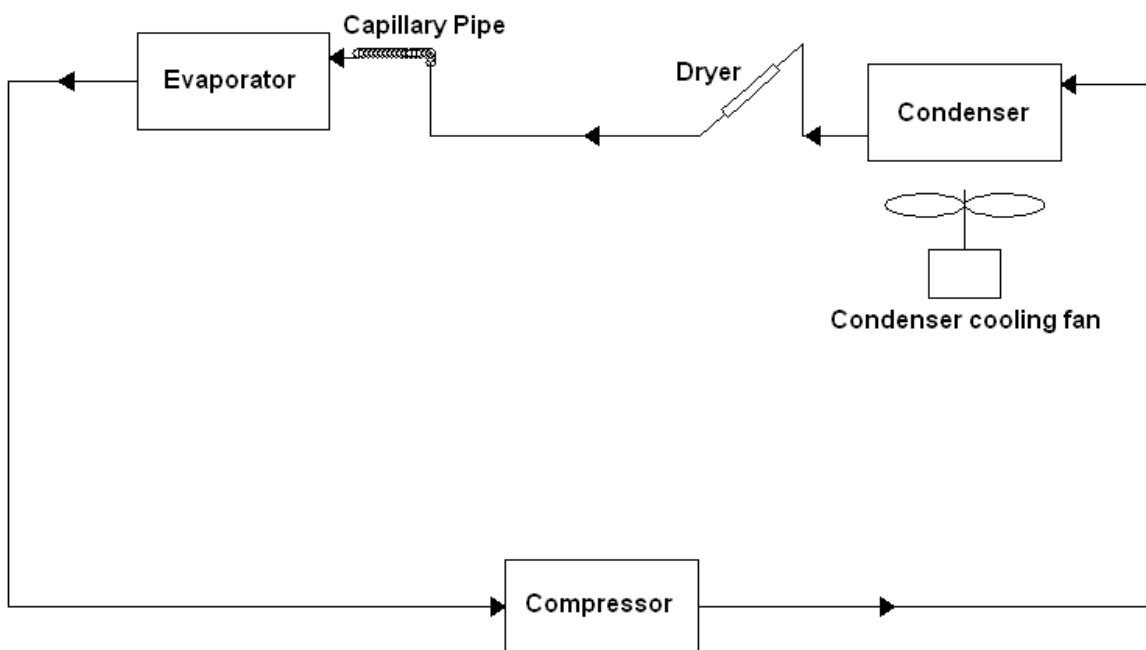 Capillary Pipe
Evaporator
Dryer
Condenser
Condenser cooling fan
Compressor